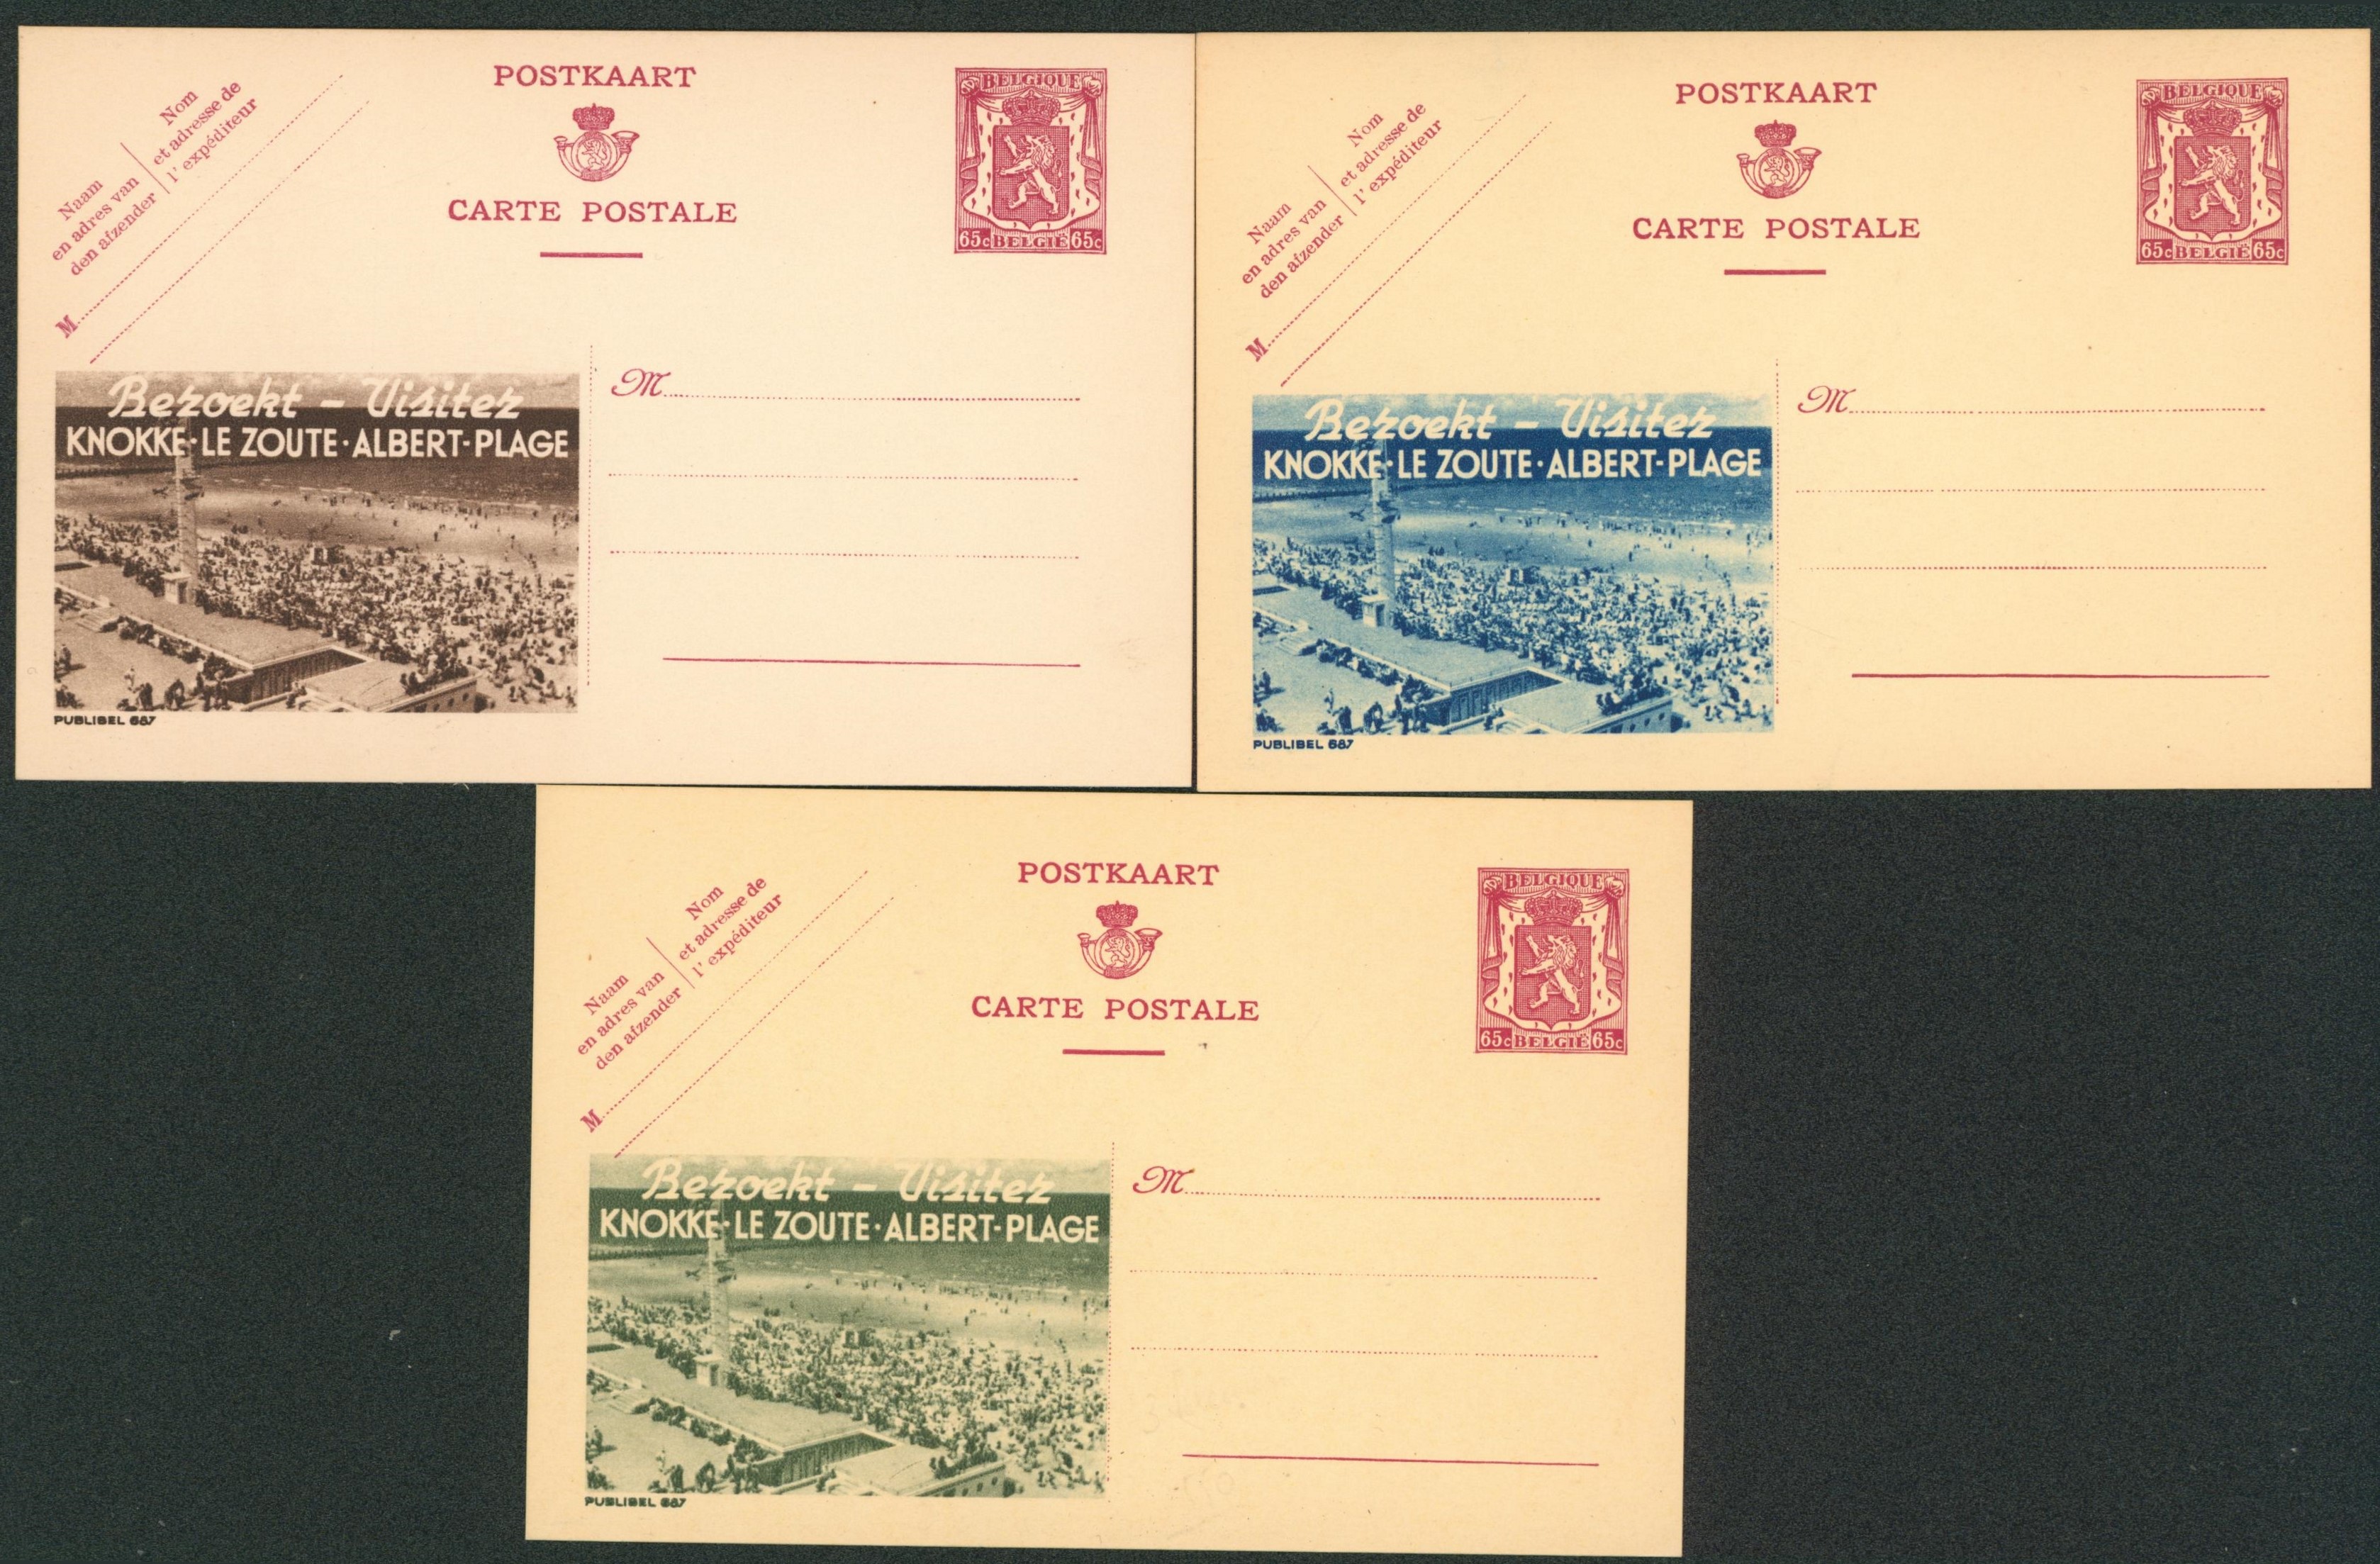 POSTKAART
CARTE POSTALE
Nom
et adresse de
l' expéditeur
Naam
en adres van
den afzender
M
BELGIQUE
65c BELGIË 65c
Bezoekt - Visitez
KNOKKE·LE ZOUTE·ALBERT-PLAGE
PUBLIBEL 687
M
POSTKAART
CARTE POSTALE
Nom
et adresse de
l' expéditeur
Naam
en adres van
den afzender
M
BELGIQUE
65c BELGIË 65c
Bezoekt - Visitez
KNOKKE·LE ZOUTE·ALBERT-PLAGE
PUBLIBEL 687
M
POSTKAART
CARTE POSTALE
Nom
et adresse de
l' expéditeur
Naam
en adres van
den afzender
M
BELGIQUE
65c BELGIË 65c
Bezoekt - Visitez
KNOKKE·LE ZOUTE·ALBERT-PLAGE
PUBLIBEL 687
M